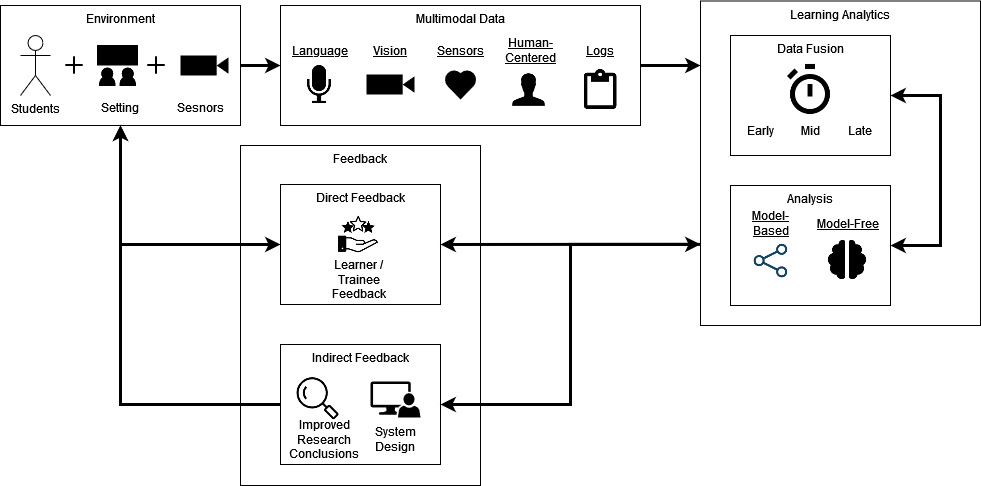 Environment
Students
+
Setting
+
Sesnors
Multimodal Data
Language
Vision
Sensors
Human-
Centered
Logs
Learning Analytics
Data Fusion
Early
Mid
Late
Analysis
Model-
Based
Model-Free
Feedback
Direct Feedback
Learner /
Trainee
Feedback
Indirect Feedback
Improved
Research
Conclusions
System
Design